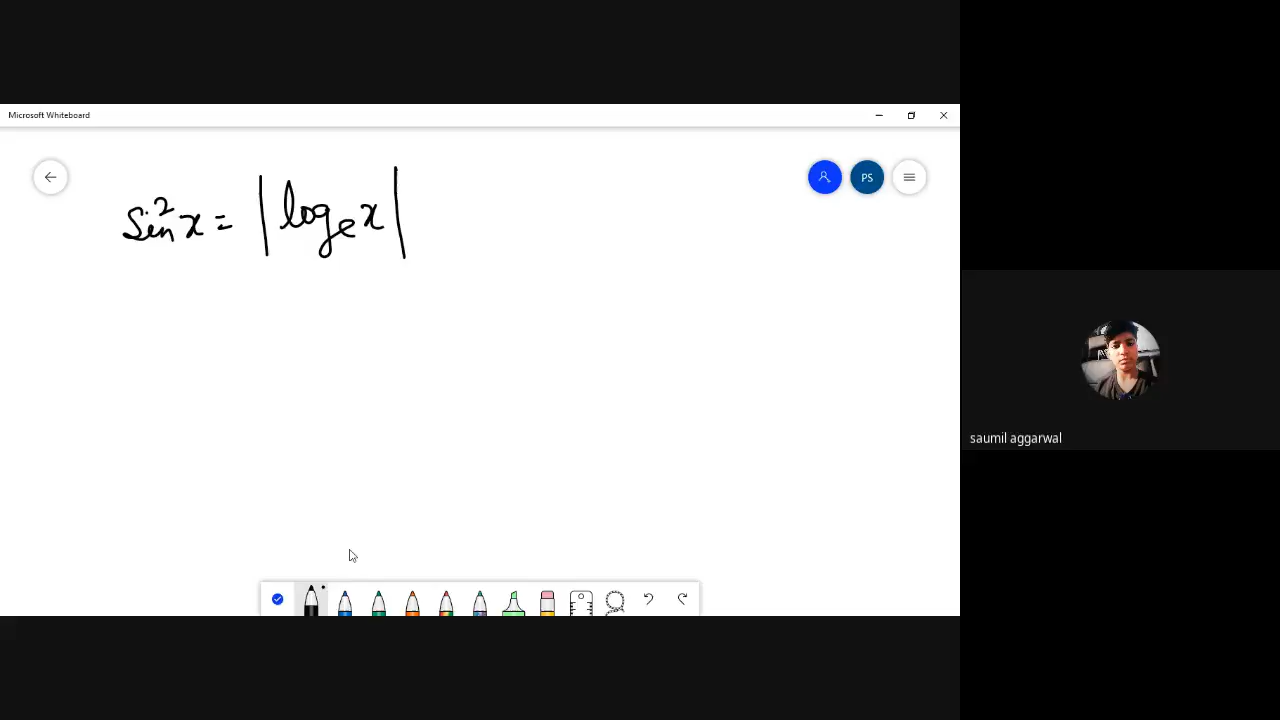 Microsoft Whiteboard
sin²x = |logₑx|
PS
saumil aggarwal